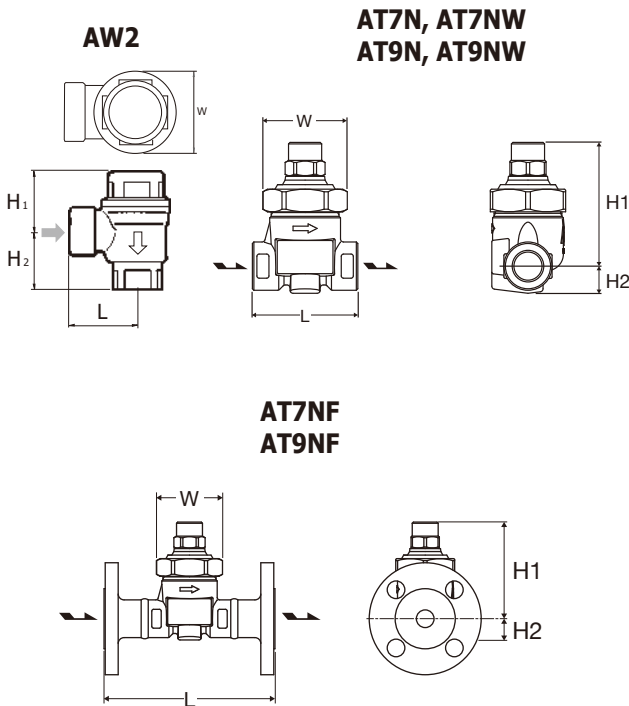 AW2
AT7N, AT7NW
AT9N, AT9NW
W
H1
H2
L
W
L
H1
H2
AT7NF
AT9NF
W
L
H1
H2